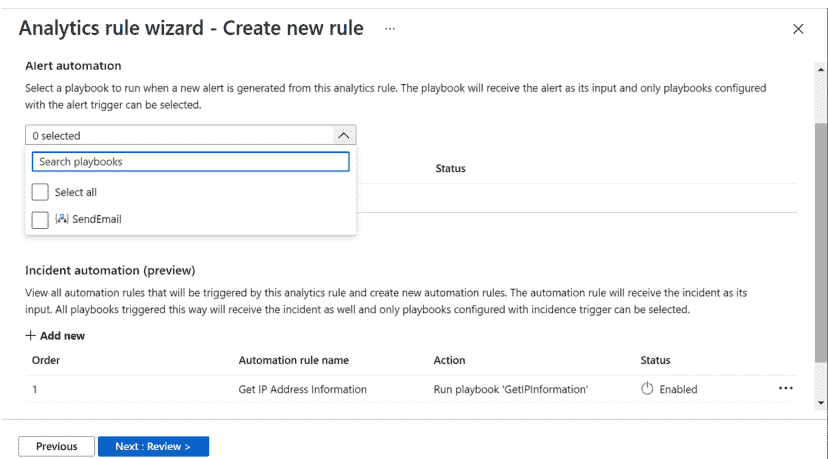 Analytics rule wizard - Create new rule ...
Alert automation
Select a playbook to run when a new alert is generated from this analytics rule. The playbook will receive the alert as its input and only playbooks configured
with the alert trigger can be selected.
0 selected
Search playbooks
Status
Select all
SendEmail
Incident automation (preview)
View all automation rules that will be triggered by this analytics rule and create new automation rules. The automation rule will receive the incident as its
input. All playbooks triggered this way will receive the incident as well and only playbooks configured with incidence trigger can be selected.
+ Add new
Order Automation rule name Action Status
1 Get IP Address Information Run playbook 'GetIPInformation' Enabled ...
Previous Next : Review >